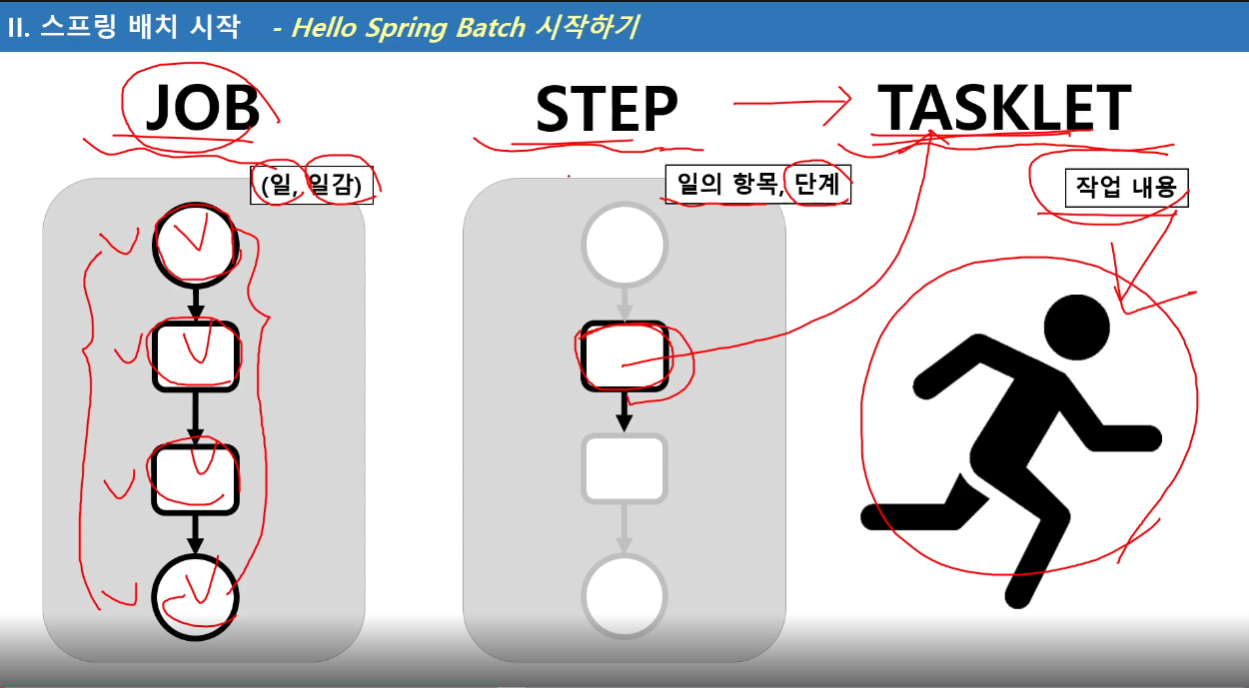 II. 스프링 배치 시작 - Hello Spring Batch 시작하기
JOB
(일, 일감)
STEP
일의 항목, 단계
TASKLET
작업 내용